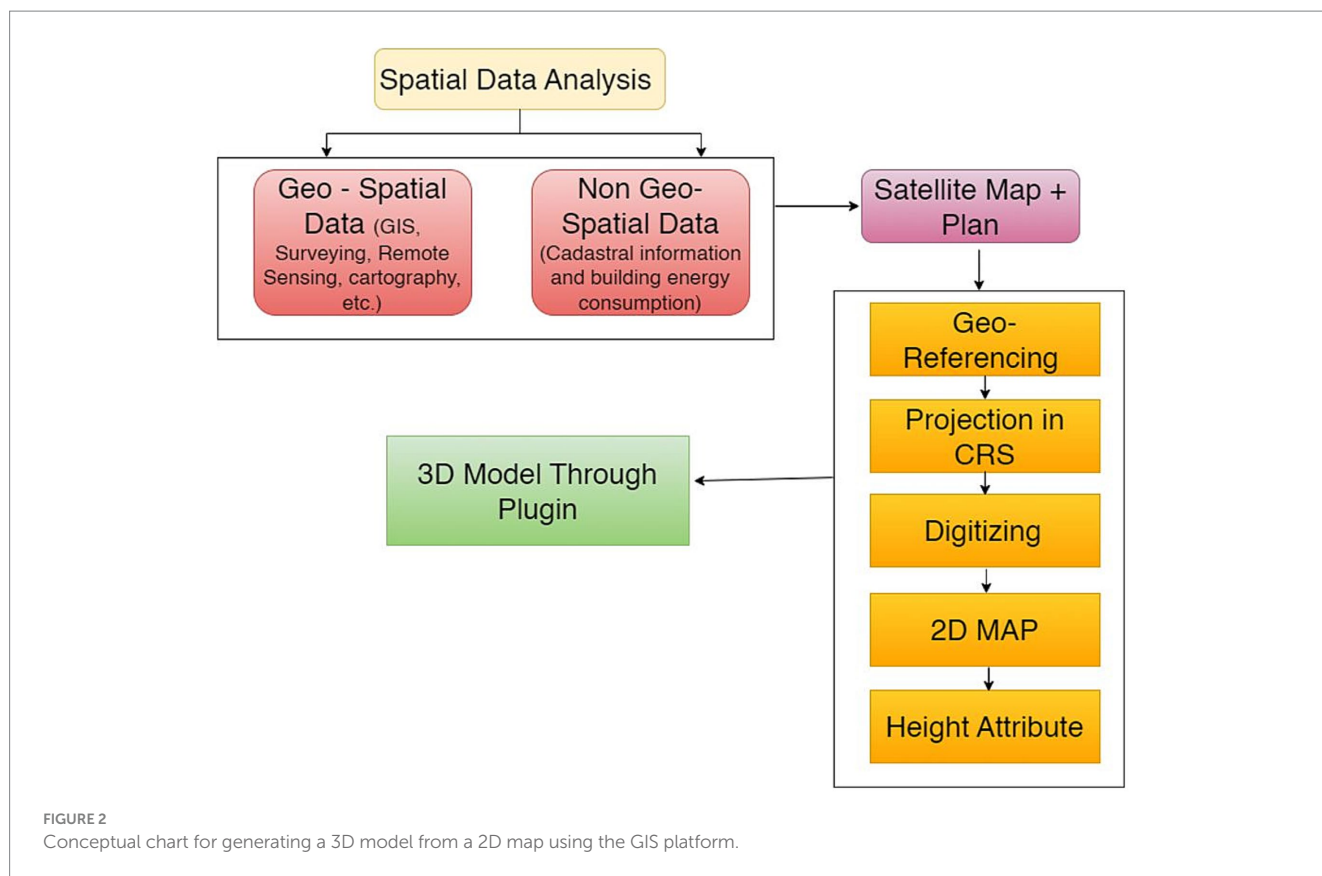 Spatial Data Analysis
Geo - Spatial
Data (GIS,
Surveying, Remote
Sensing, cartography,
etc.)
Non Geo-
Spatial Data
(Cadastral information
and building energy
consumption)
Satellite Map +
Plan
Geo-
Referencing
Projection in
CRS
Digitizing
2D MAP
Height Attribute
3D Model Through
Plugin
FIGURE 2
Conceptual chart for generating a 3D model from a 2D map using the GIS platform.